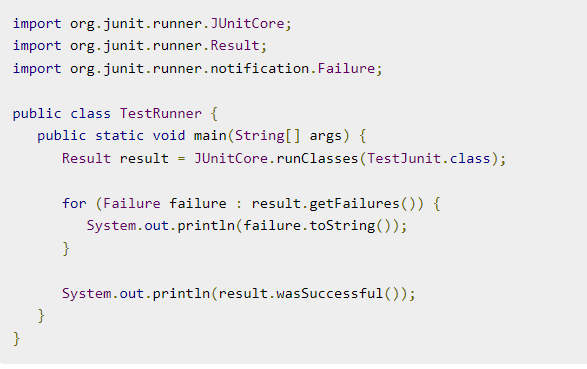 import org.junit.runner.JUnitCore;
import org.junit.runner.Result;
import org.junit.runner.notification.Failure;

public class TestRunner {
   public static void main(String[] args) {
      Result result = JUnitCore.runClasses(TestJunit.class);

      for (Failure failure : result.getFailures()) {
         System.out.println(failure.toString());
      }

      System.out.println(result.wasSuccessful());
   }
}